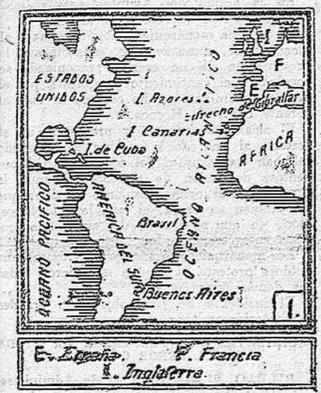 I
F
E
ESTADOS
UNIDOS
I. Azores
Estrecho de Gibraltar
I. Canarias
I. de Cuba
AFRICA
OCEANO ATLANTICO
OCEANO PACIFICO
AMERICA DEL SUR
Brasil
Buenos Aires
1.
E. España. F. Francia
I. Inglaterra.